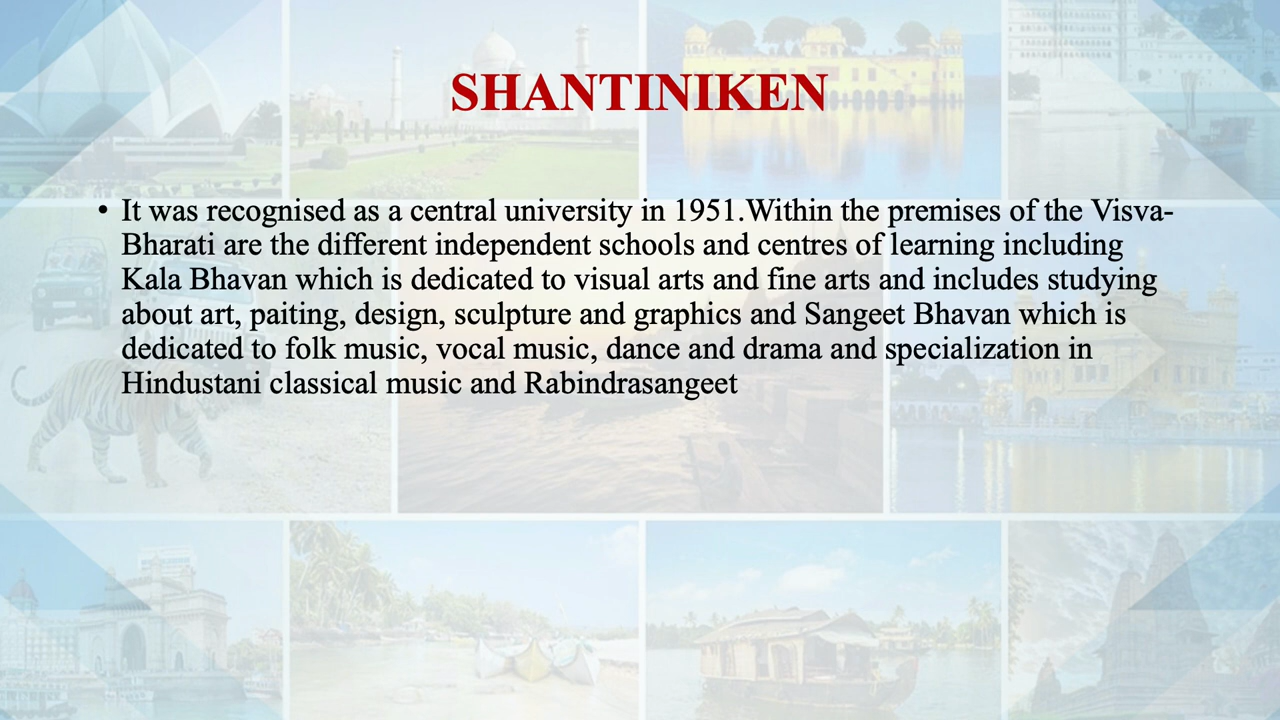 SHANTINIKEN
• It was recognised as a central university in 1951.Within the premises of the Visva-
Bharati are the different independent schools and centres of learning including
Kala Bhavan which is dedicated to visual arts and fine arts and includes studying
about art, paiting, design, sculpture and graphics and Sangeet Bhavan which is
dedicated to folk music, vocal music, dance and drama and specialization in
Hindustani classical music and Rabindrasangeet